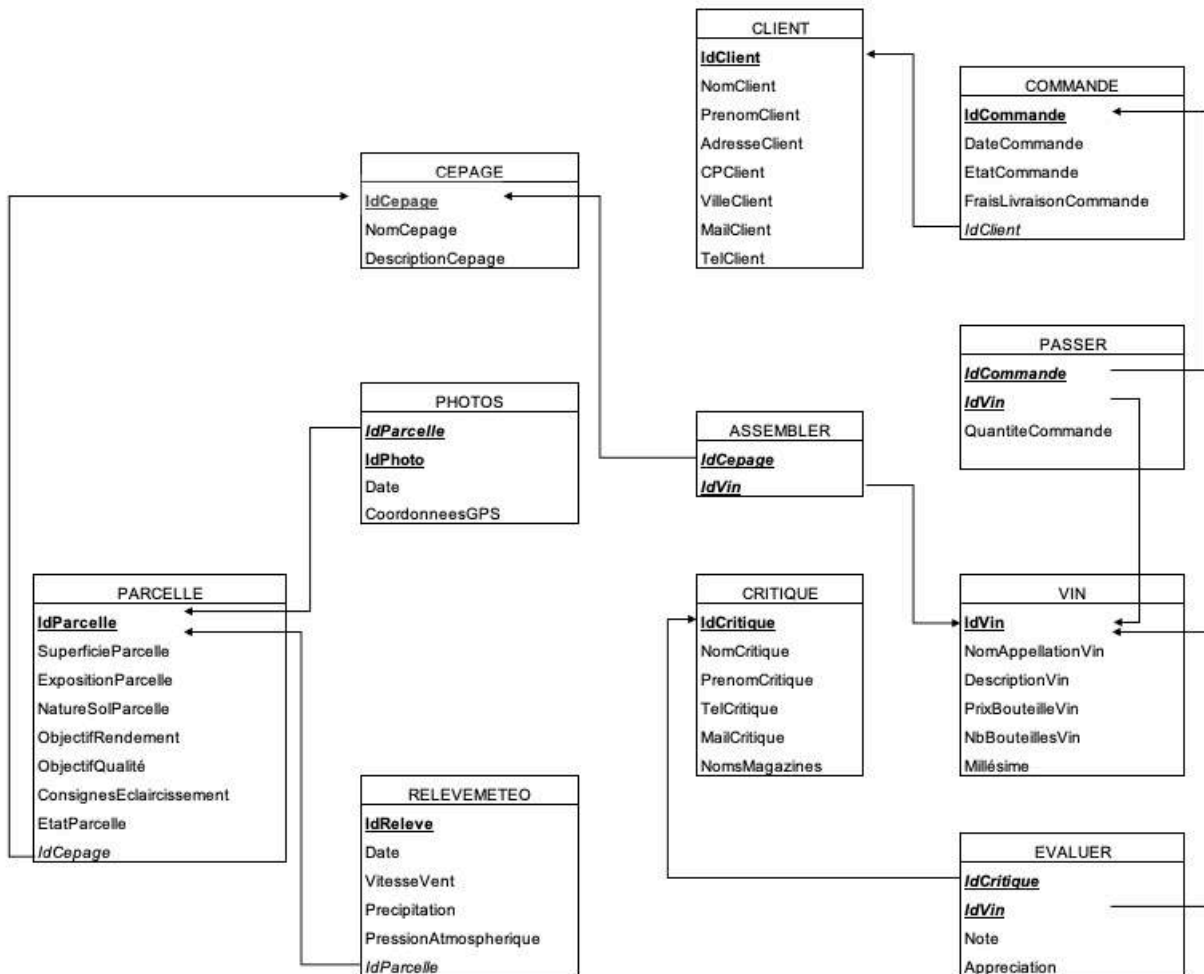 CLIENT
IdClient
NomClient
PrenomClient
AdresseClient
CPClient
VilleClient
MailClient
TelClient
COMMANDE
IdCommande
DateCommande
EtatCommande
FraisLivraisonCommande
IdClient
CEPAGE
IdCepage
NomCepage
DescriptionCepage
PASSER
IdCommande
IdVin
QuantiteCommande
PHOTOS
IdParcelle
IdPhoto
Date
CoordonneesGPS
ASSEMBLER
IdCepage
IdVin
PARCELLE
IdParcelle
SuperficieParcelle
ExpositionParcelle
NatureSolParcelle
ObjectifRendement
ObjectifQualité
ConsignesEclaircissement
EtatParcelle
IdCepage
CRITIQUE
IdCritique
NomCritique
PrenomCritique
TelCritique
MailCritique
NomsMagazines
VIN
IdVin
NomAppellationVin
DescriptionVin
PrixBouteilleVin
NbBouteillesVin
Millésime
RELEVEMETEO
IdReleve
Date
VitesseVent
Precipitation
PressionAtmospherique
IdParcelle
EVALUER
IdCritique
IdVin
Note
Appreciation